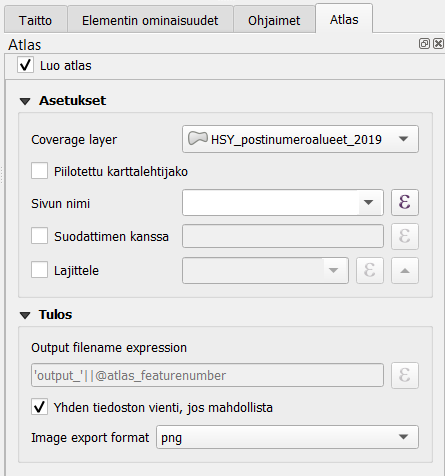 Taitto Elementin ominaisuudet Ohjaimet Atlas
Atlas
Luo atlas
Asetukset
Coverage layer HSY_postinumeroalueet_2019
Piilotettu karttalehtijako
Sivun nimi ε
Suodattimen kanssa ε
Lajittele ε
Tulos
Output filename expression
'output_'||@atlas_featurenumber ε
Yhden tiedoston vienti, jos mahdollista
Image export format png